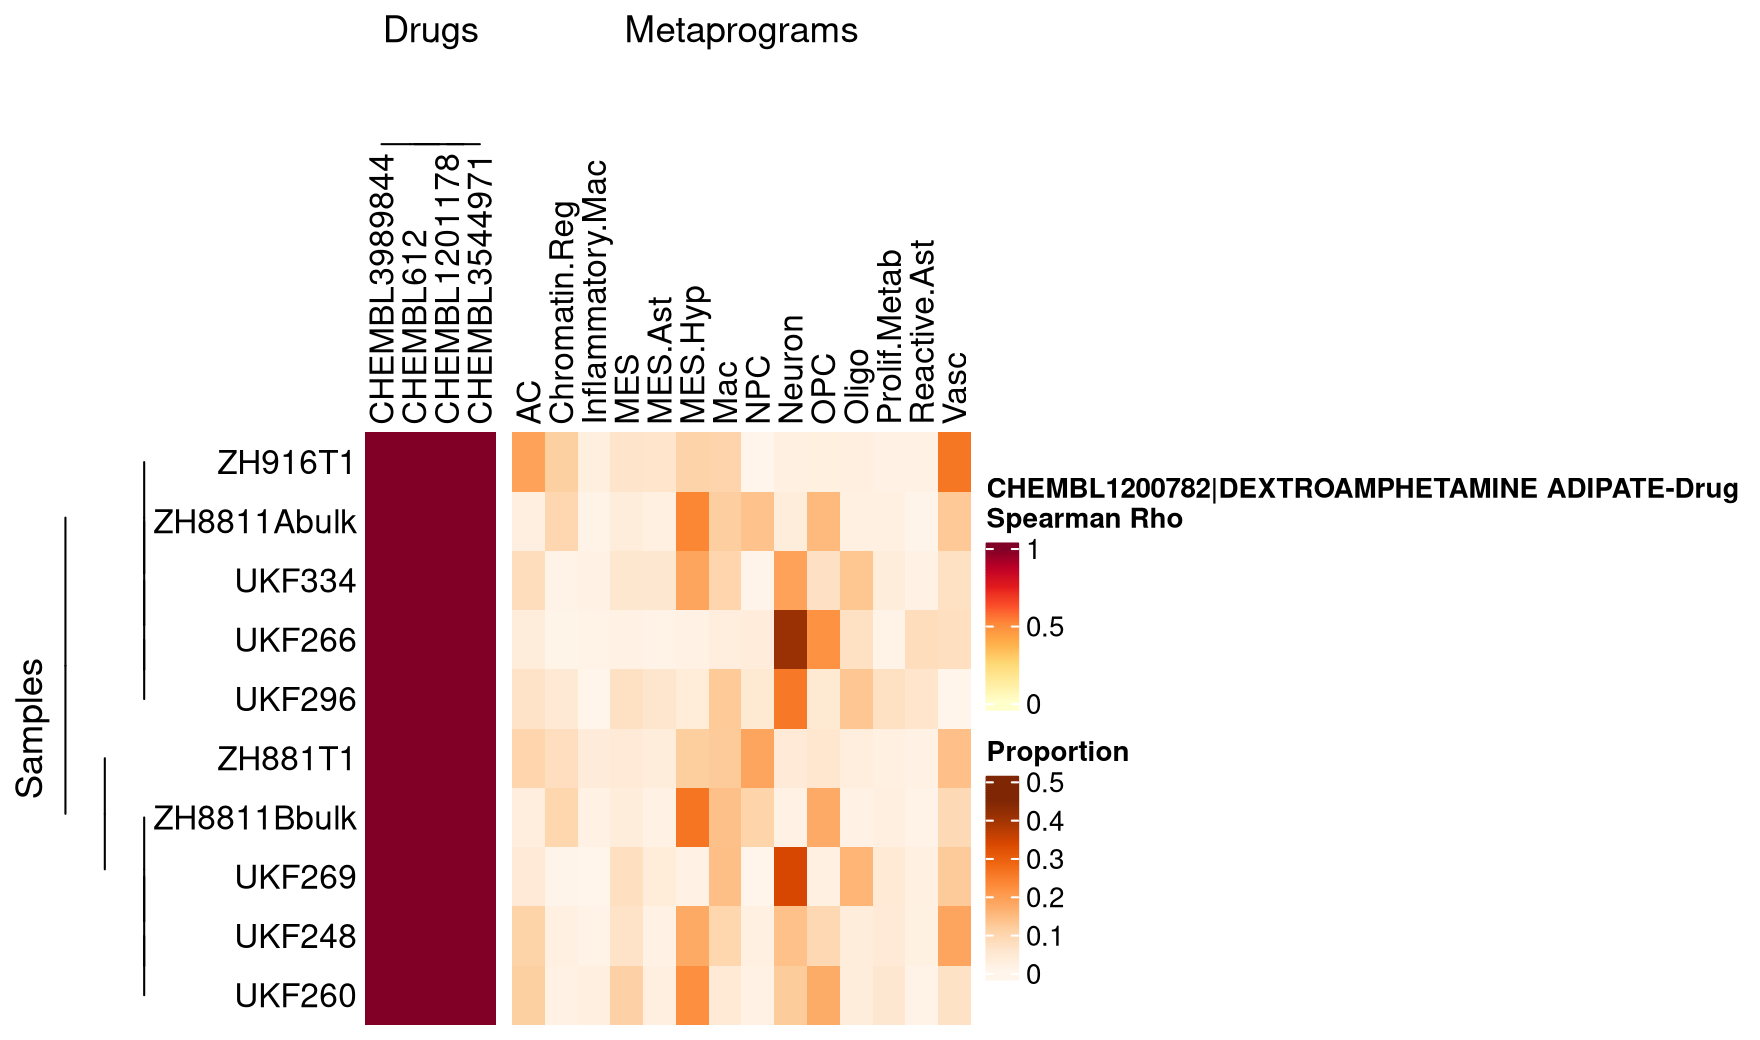 Drugs
Metaprograms
CHEMBL3989844
CHEMBL612
CHEMBL1201178
CHEMBL3544971
AC
Chromatin.Reg
Inflammatory.Mac
MES
MES.Ast
MES.Hyp
Mac
NPC
Neuron
OPC
Oligo
Prolif.Metab
Reactive.Ast
Vasc
Samples
ZH916T1
ZH8811Abulk
UKF334
UKF266
UKF296
ZH881T1
ZH8811Bbulk
UKF269
UKF248
UKF260
CHEMBL1200782|DEXTROAMPHETAMINE ADIPATE-Drug
Spearman Rho
1
0.5
0
Proportion
0.5
0.4
0.3
0.2
0.1
0